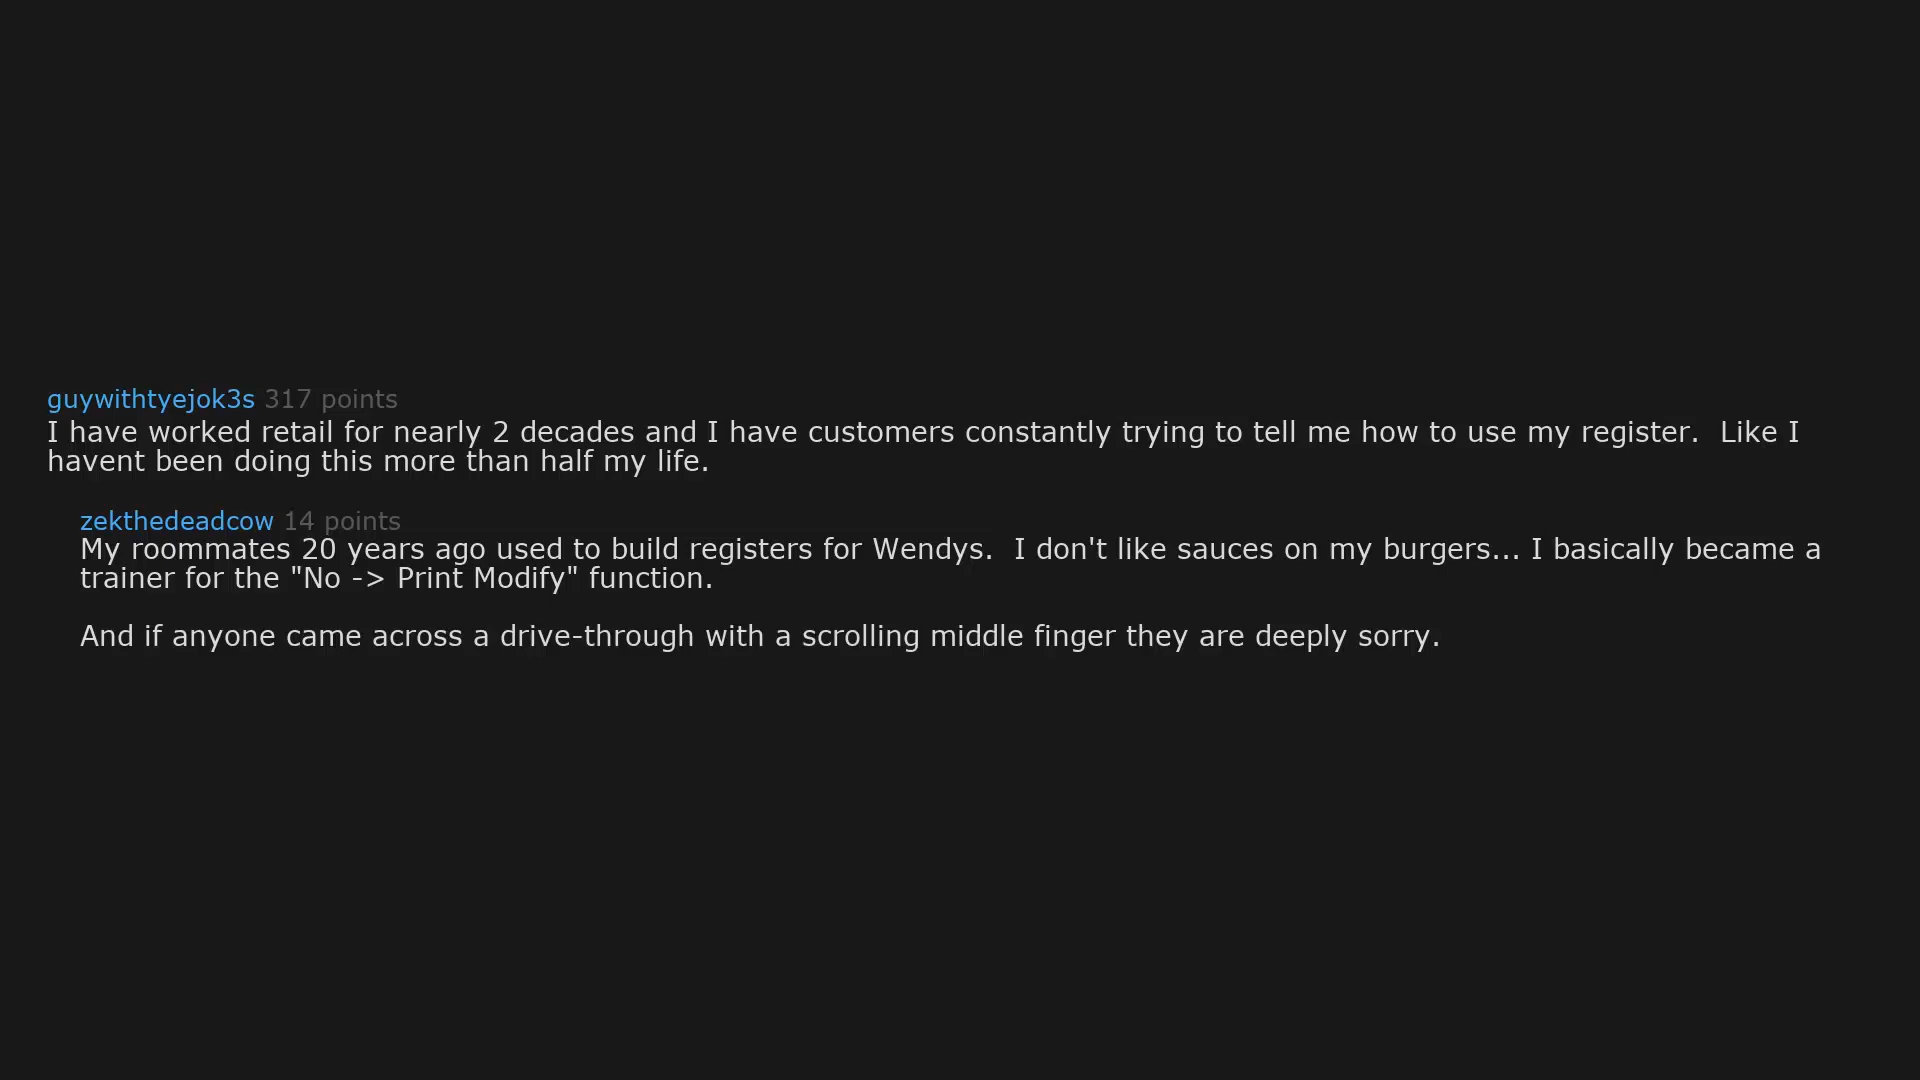 guywithtyejok3s 317 points
I have worked retail for nearly 2 decades and I have customers constantly trying to tell me how to use my register.  Like I
havent been doing this more than half my life.
zekthedeadcow 14 points
My roommates 20 years ago used to build registers for Wendys.  I don't like sauces on my burgers... I basically became a
trainer for the "No -> Print Modify" function.
And if anyone came across a drive-through with a scrolling middle finger they are deeply sorry.